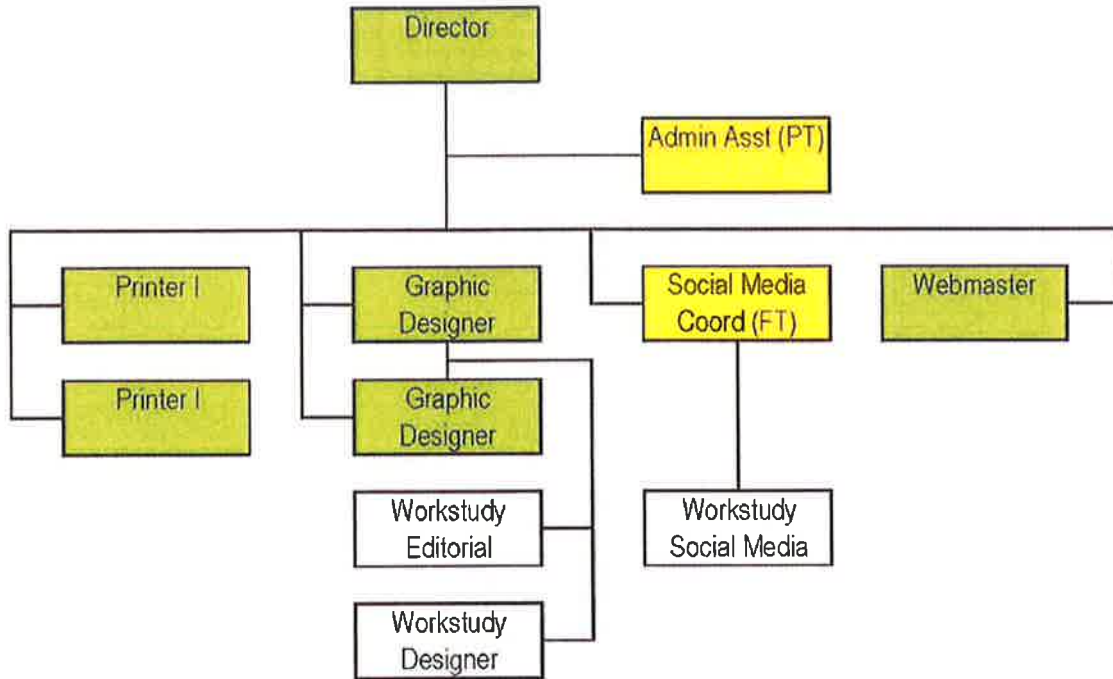 Director
Admin Asst (PT)
Printer I
Graphic
Designer
Social Media
Coord (FT)
Webmaster
Printer I
Graphic
Designer
Workstudy
Editorial
Workstudy
Social Media
Workstudy
Designer